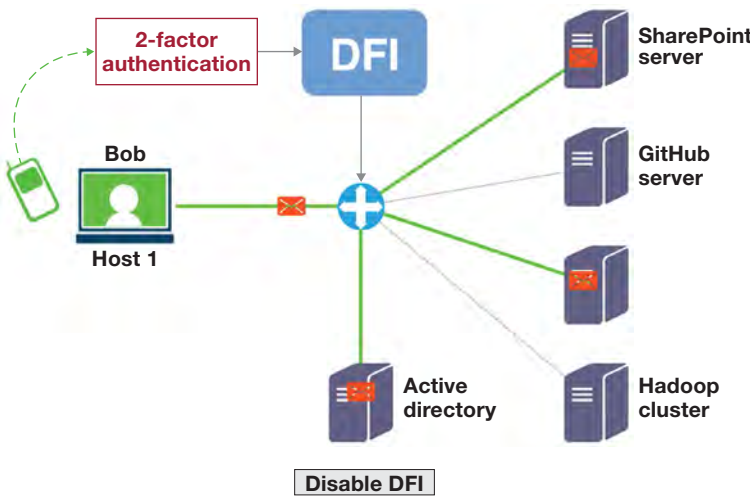 2-factor
authentication
DFI
SharePoint
server
Bob
GitHub
server
Host 1
Active
directory
Hadoop
cluster
Disable DFI